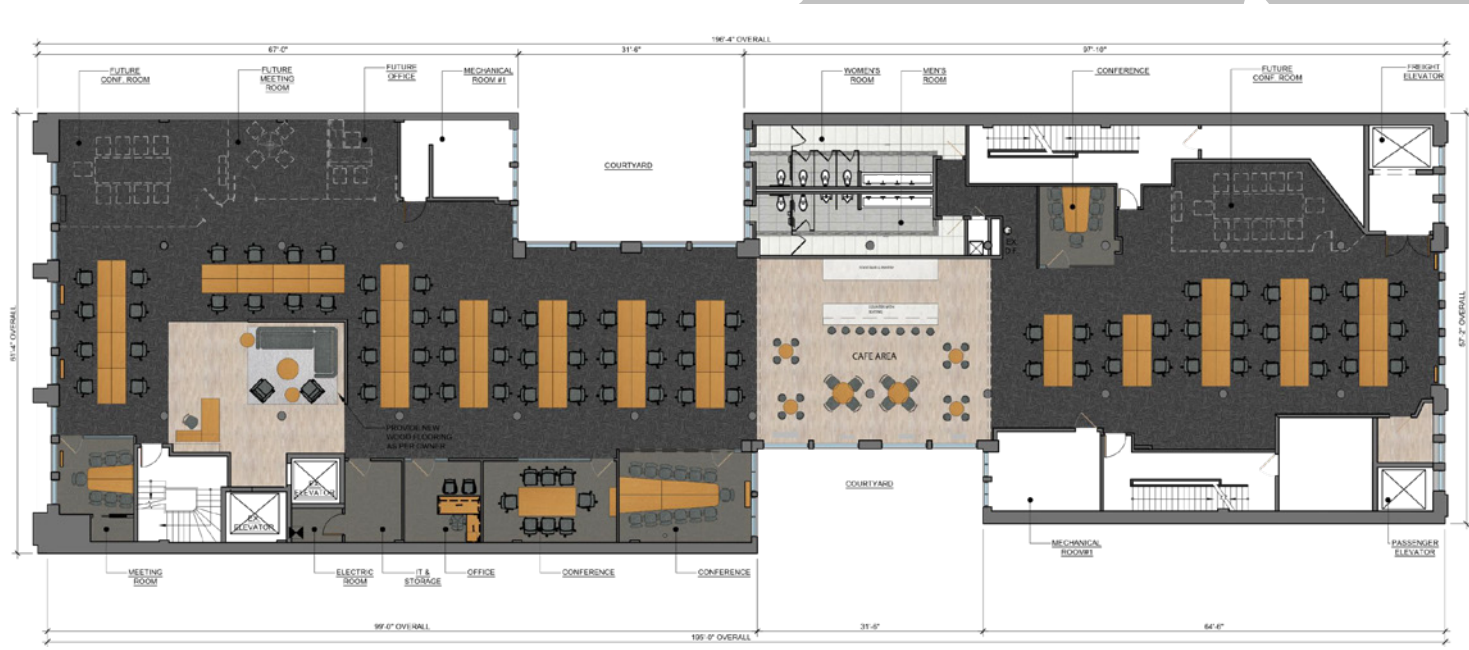 196'-4" OVERALL
67'-0"
31'-6"
97'-10"
FUTURE
CONF. ROOM
FUTURE
MEETING
ROOM
FUTURE
OFFICE
MECHANICAL
ROOM #1
WOMEN'S
ROOM
MEN'S
ROOM
CONFERENCE
FUTURE
CONF. ROOM
FREIGHT
ELEVATOR
COURTYARD
61'-4" OVERALL
57'-2" OVERALL
CAFE AREA
PROVIDE NEW
WOOD FLOORING
AS PER OWNER
EX.
ELEVATOR
EX.
ELEVATOR
COURTYARD
MECHANICAL
ROOM#1
PASSENGER
ELEVATOR
MEETING
ROOM
ELECTRIC
ROOM
IT &
STORAGE
OFFICE
CONFERENCE
CONFERENCE
99'-0" OVERALL
64'-6"
195'-0" OVERALL